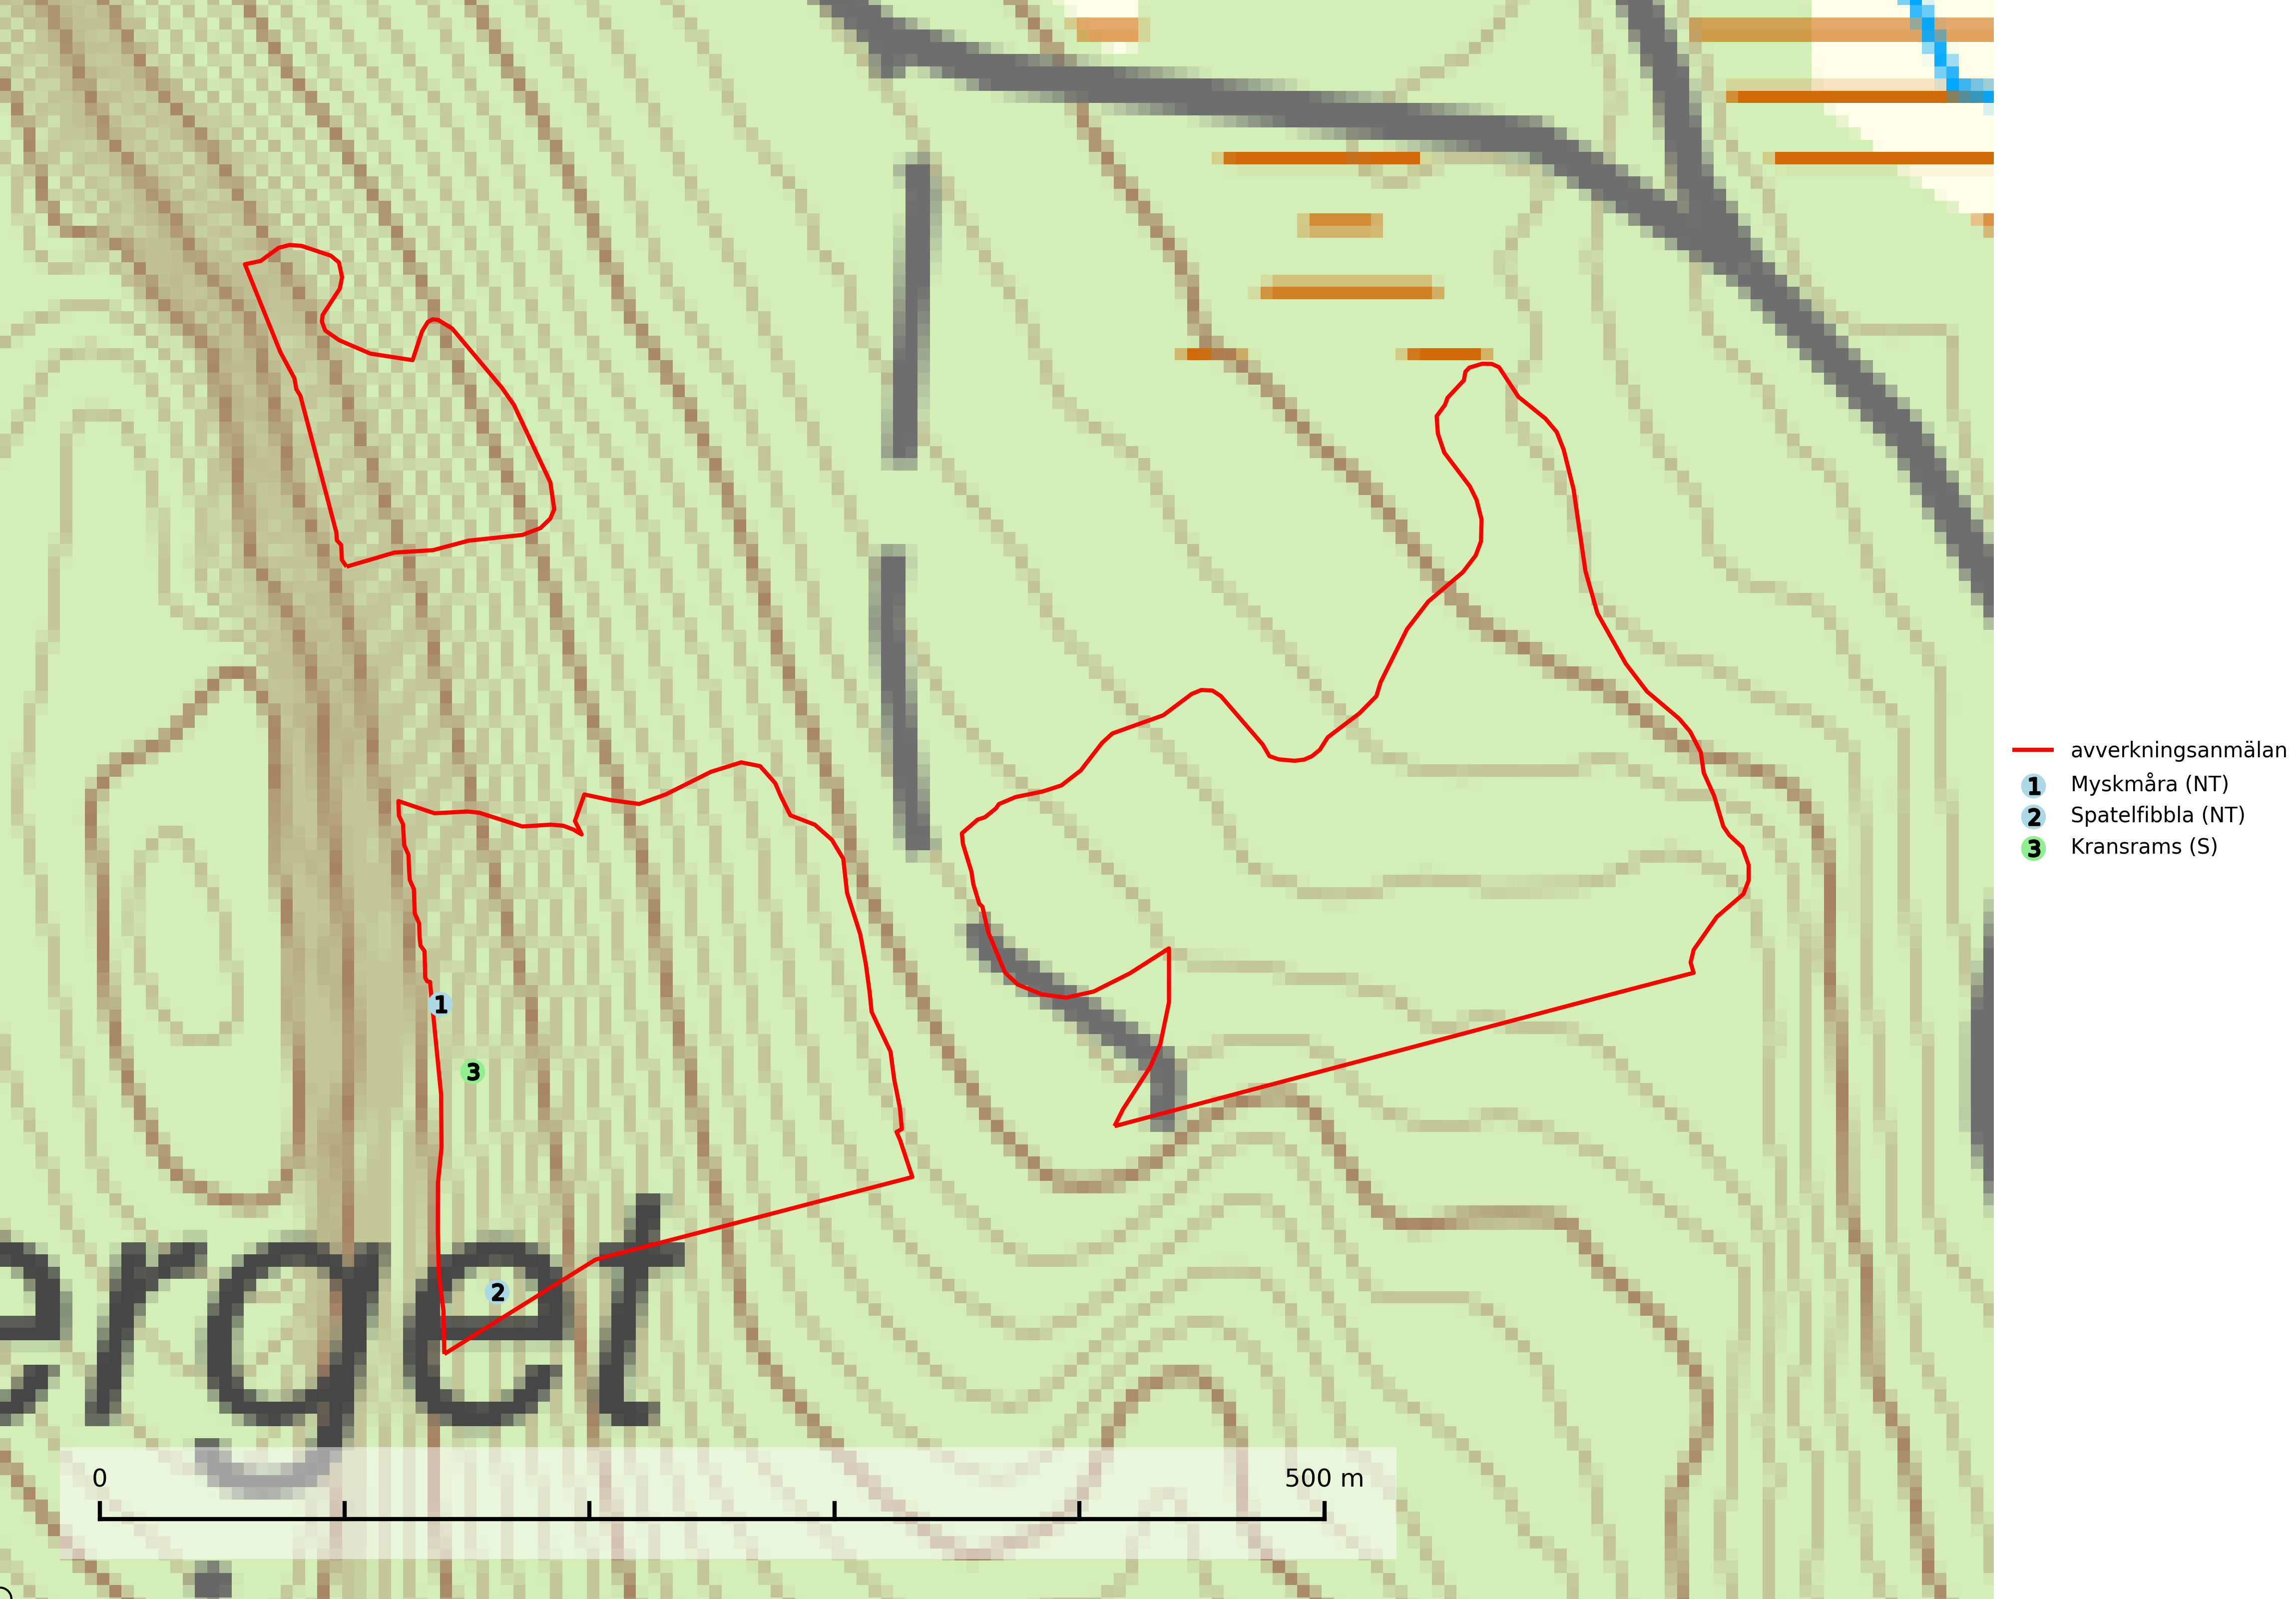 avverkningsanmälan
1 Myskmåra (NT)
2 Spatelfibbla (NT)
3 Kransrams (S)
1
3
2
erget
0 500 m